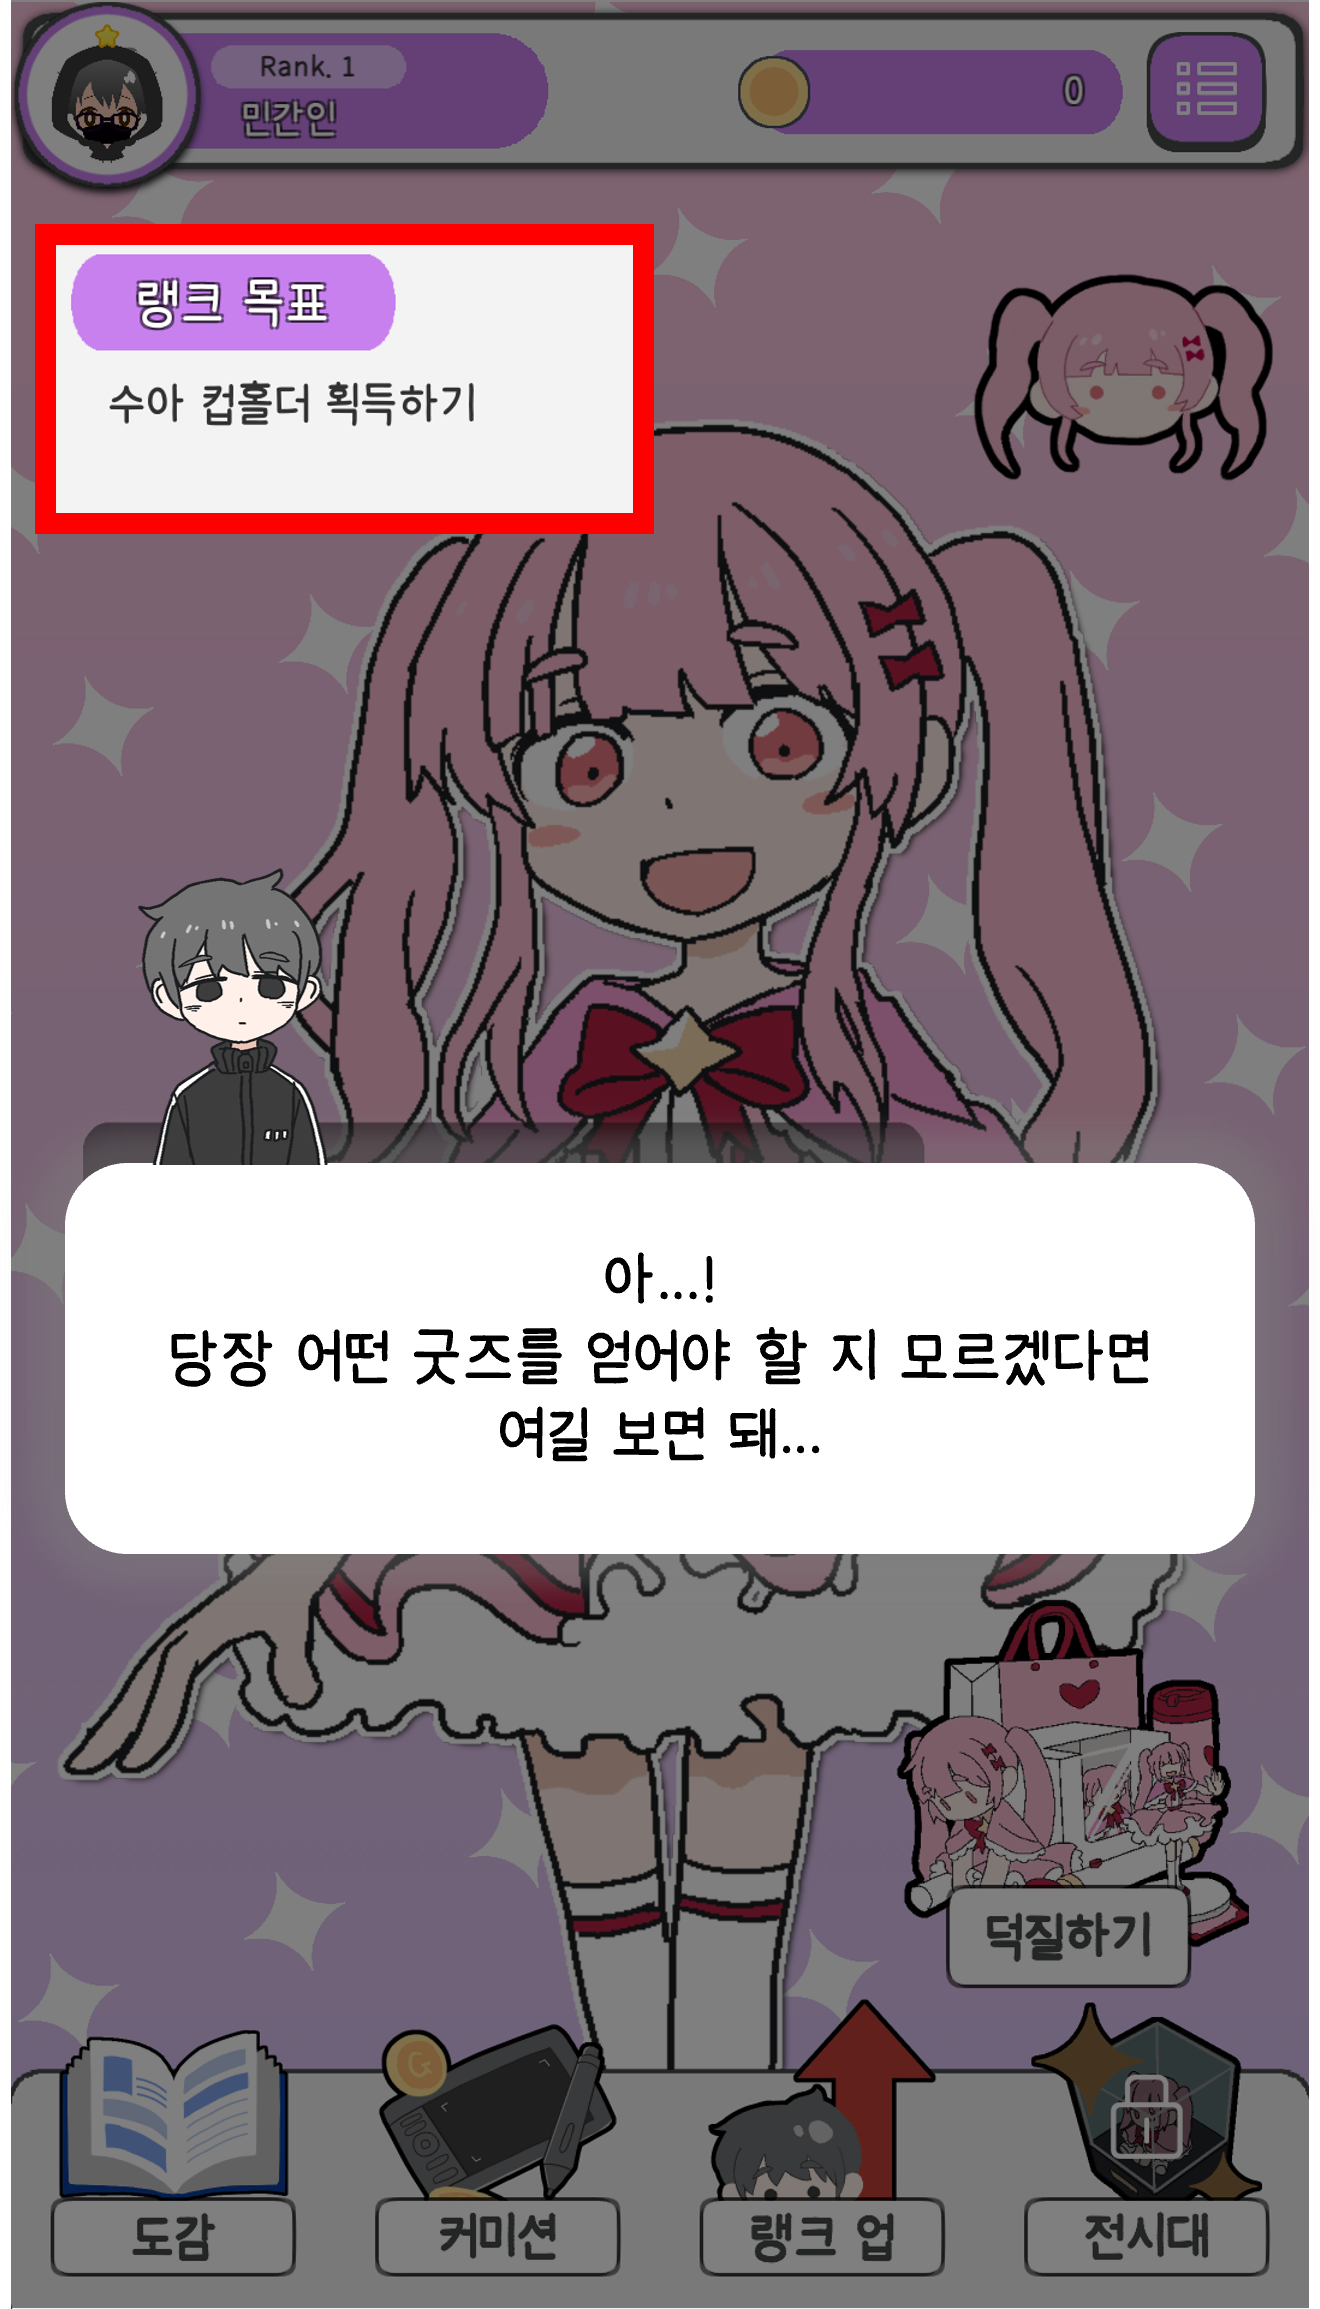 Rank. 1
민간인
0
랭크 목표
수아 컵홀더 획득하기
아...!
당장 어떤 굿즈를 얻어야 할 지 모르겠다면
여길 보면 돼...
덕질하기
G
도감
커미션
랭크 업
전시대